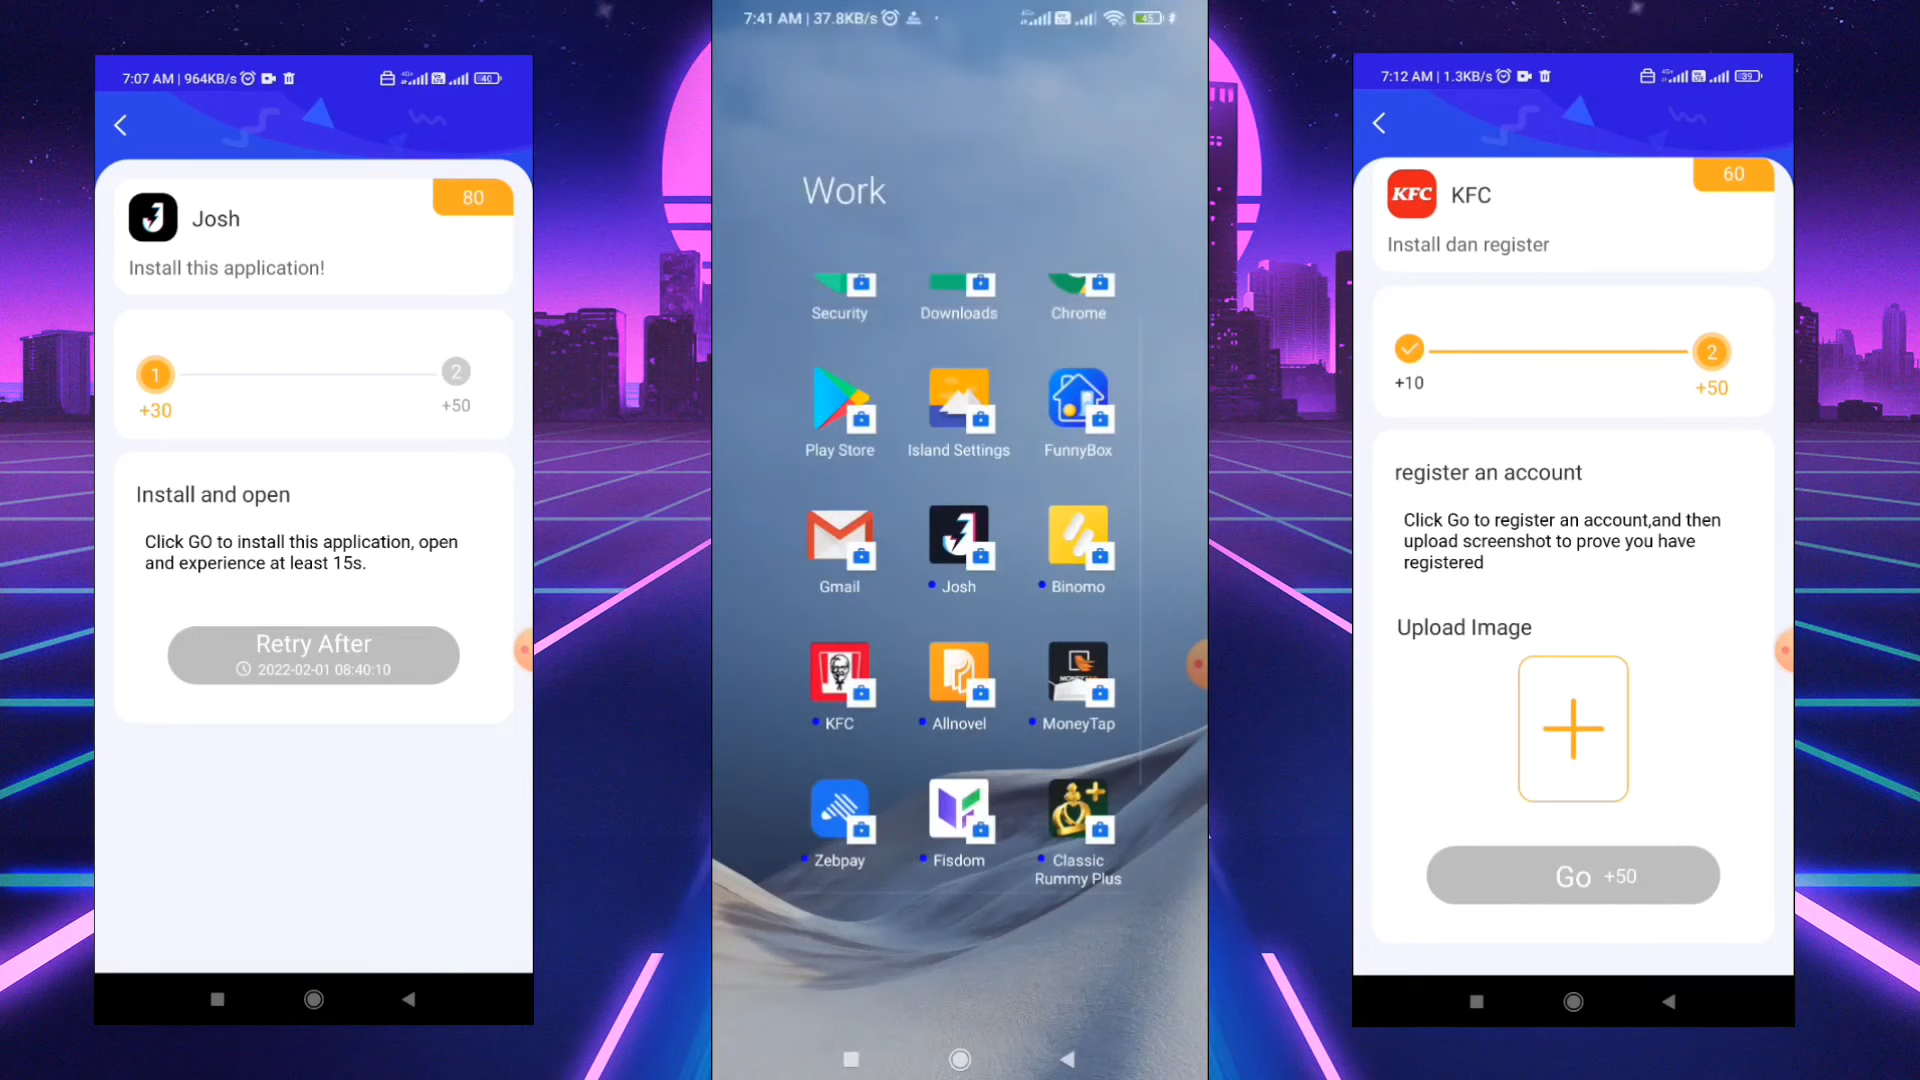 7:07 AM | 964KB/s
40
80
Josh
Install this application!
1
2
+30
+50
Install and open
Click GO to install this application, open
and experience at least 15s.
Retry After
2022-02-01 08:40:10
7:41 AM | 37.8KB/s
45
Work
Security
Downloads
Chrome
Play Store
Island Settings
FunnyBox
Gmail
Josh
Binomo
KFC
Allnovel
MoneyTap
Zebpay
Fisdom
Classic
Rummy Plus
7:12 AM | 1.3KB/s
39
60
KFC
KFC
Install dan register
2
+10
+50
register an account
Click Go to register an account,and then
upload screenshot to prove you have
registered
Upload Image
Go +50